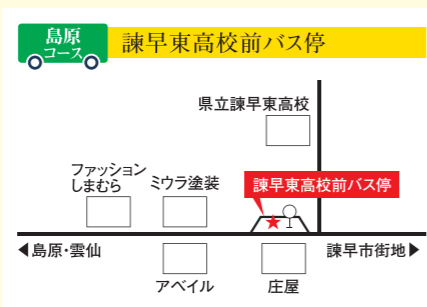 島原
コース
諫早東高校前バス停
県立諫早東高校
ファッション
しまむら
ミウラ塗装
諫早東高校前バス停
◀島原・雲仙
諫早市街地▶
アベイル
庄屋